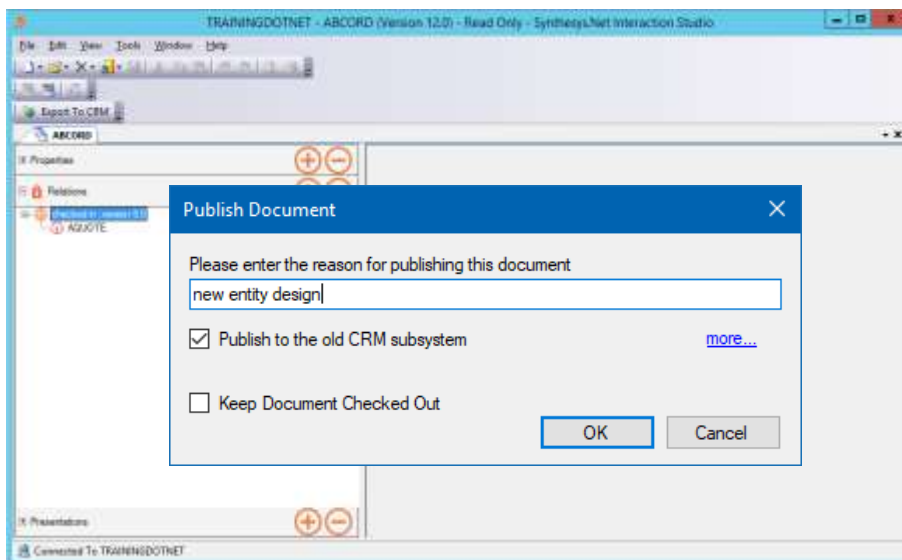 TRAININGDOTNET - ABCORD (Version 12.0) - Read Only - Synthesys.Net Interaction Studio
File Edit View Tools Window Help
Export To CRM
ABCORD
Properties
Relations
AQUOTE
Publish Document
Please enter the reason for publishing this document
new entity design
Publish to the old CRM subsystem more...
Keep Document Checked Out
OK Cancel
Presentations
Connected To TRAININGDOTNET